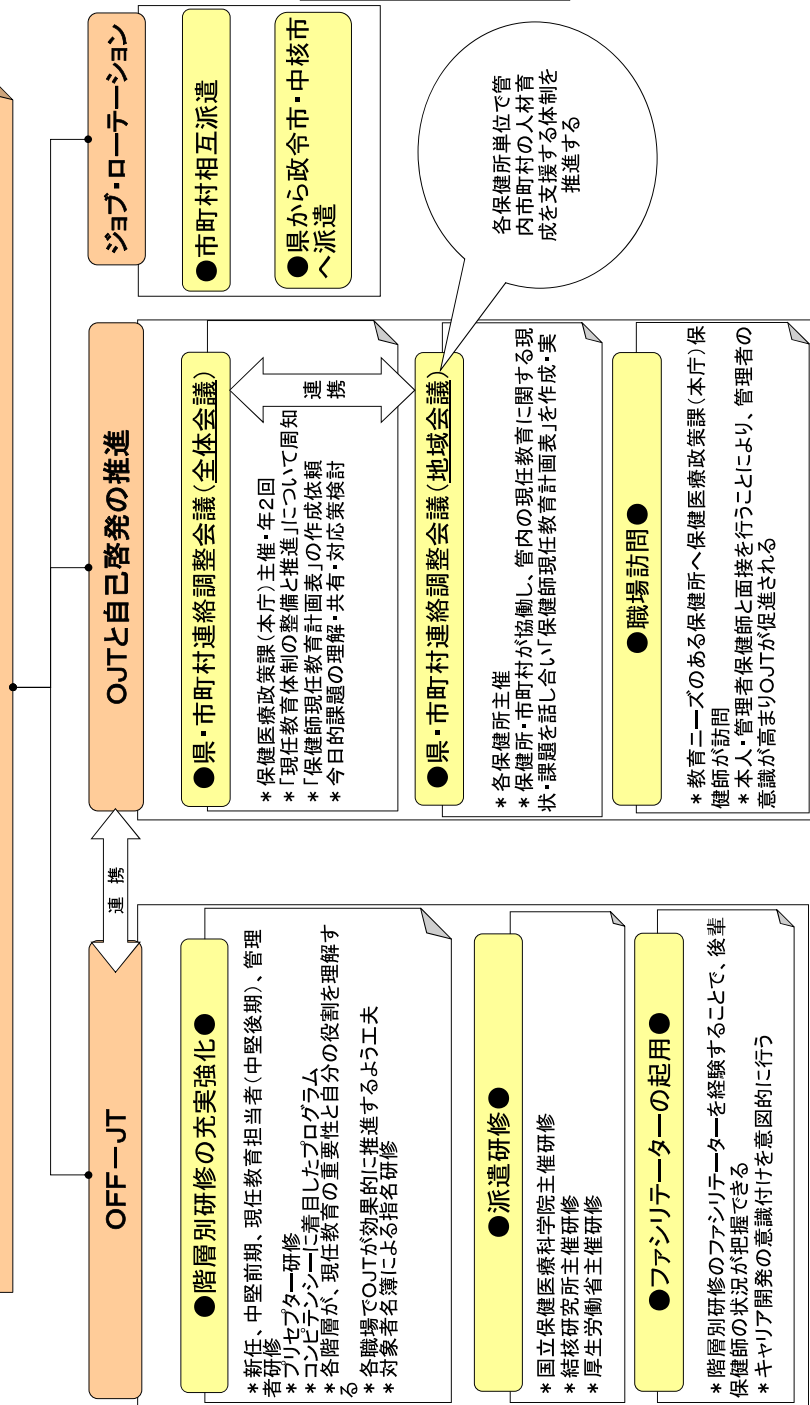 OFF－JT
連 携
OJTと自己啓発の推進
ジョブ・ローテーション
●階層別研修の充実強化●
＊新任、中堅前期、現任教育担当者（中堅後期）、管理
者研修
＊プリセプター研修
＊コンピテンシーに着目したプログラム
＊各階層が、現任教育の重要性と自分の役割を理解す
る
＊各職場でOJTが効果的に推進するよう工夫
＊対象者名簿による指名研修
●派遣研修●
＊国立保健医療科学院主催研修
＊結核研究所主催研修
＊厚生労働省主催研修
●ファシリテーターの起用●
＊階層別研修のファシリテーターを経験することで、後輩
保健師の状況が把握できる
＊キャリア開発の意識付けを意図的に行う
●県・市町村連絡調整会議（全体会議）
＊保健医療政策課（本庁）主催・年2回
＊「現任教育体制の整備と推進」について周知
＊「保健師現任教育計画表」の作成依頼
＊今日的課題の理解・共有・対応策検討
連
携
●県・市町村連絡調整会議（地域会議）
＊各保健所主催
＊保健所・市町村が協働し、管内の現任教育に関する現
状・課題を話し合い「保健師現任教育計画表」を作成・実
●職場訪問●
＊教育ニーズのある保健所へ保健医療政策課（本庁）保
健師が訪問
＊本人・管理者保健師と面接を行うことにより、管理者の
意識が高まりOJTが促進される
●市町村相互派遣
●県から政令市・中核市
へ派遣
各保健所単位で管
内市町村の人材育
成を支援する体制を
推進する